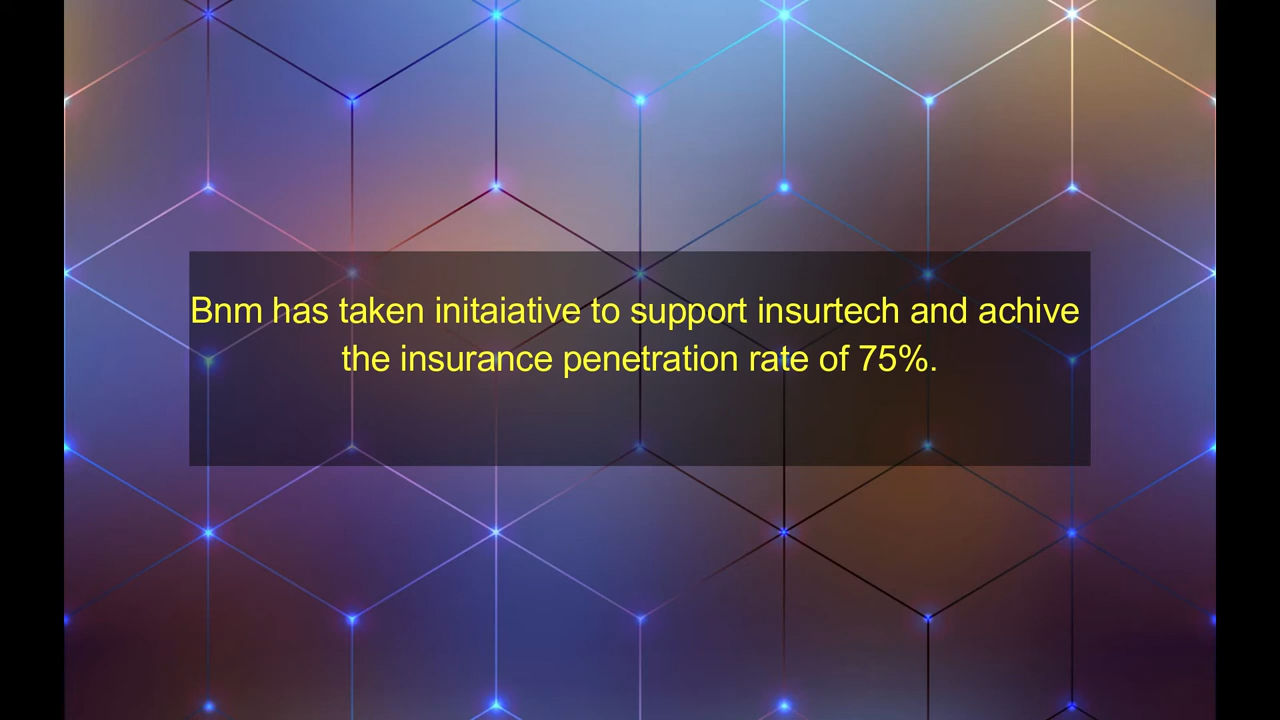 Bnm has taken initaiative to support insurtech and achive
the insurance penetration rate of 75%.